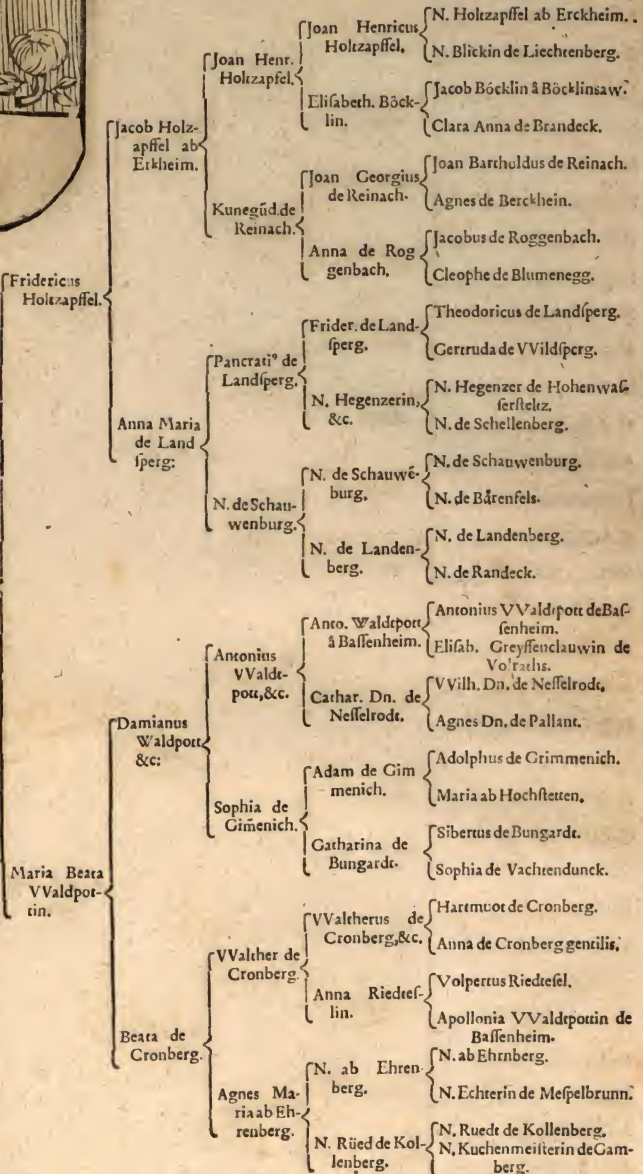 Fridericus
Holtzapffel.
Maria Beata
VValdpot-
tin.
Jacob Holz-
apffel ab
Erkheim.
Anna Maria
de Land
ſperg:
Damianus
Waldpott
&c:
Beata de
Cronberg.
Joan Henr.
Holtzapfel.
Kunegūd.de
Reinach.
Pancrati⁹ de
Landſperg.
N. de Schau-
wenburg.
Antonius
VValdt-
pott,&c.
Sophia de
Gim̃enich.
VValther de
Cronberg.
Agnes Ma-
ria ab Eh-
renberg.
Joan Henricus
Holtzapffel.
Eliſabeth. Böck-
lin.
Joan Georgius
de Reinach.
Anna de Rog
genbach.
Frider. de Land-
ſperg.
N. Hegenzerin,
&c.
N. de Schauwē-
burg.
N. de Landen-
berg.
Anto. Waldtpott
â Baſſenheim.
Cathar. Dn. de
Neſſelrodt.
Adam de Gim
menich.
Catharina de
Bungardt.
VValtherus de
Cronberg,&c.
Anna Riedteſ-
lin.
N. ab Ehren-
berg.
N. Rüed de Kol-
lenberg.
N. Holtzapffel ab Erckheim.
N. Blickin de Liechtenberg.
Jacob Böcklin â Böcklinsaw.
Clara Anna de Brandeck.
Joan Bartholdus de Reinach.
Agnes de Berckhein.
Jacobus de Roggenbach.
Cleophe de Blumenegg.
Theodoricus de Landſperg.
Gertruda de VVildſperg.
N. Hegenzer de Hohenwaſ-
ſerſteltz.
N. de Schellenberg.
N. de Schauwenburg.
N. de Bärenfels.
N. de Landenberg.
N. de Randeck.
Antonius VValdtpott de Baſ-
ſenheim.
Eliſab. Greyffenclauwin de
Vo'raths.
VVilh. Dn. de Neſſelrodt,
Agnes Dn. de Pallant.
Adolphus de Grimmenich.
Maria ab Hochſtetten.
Sibertus de Bungardt.
Sophia de Vachtendunck.
Hartmuot de Cronberg.
Anna de Cronberg gentilis.
Volpertus Riedteſel.
Apollonia VValdtpottin de
Baſſenheim.
N. ab Ehrnberg.
N. Echterin de Meſpelbrunn.
N. Ruedt de Kollenberg.
N. Kuchenmeiſterin de Gam-
berg.